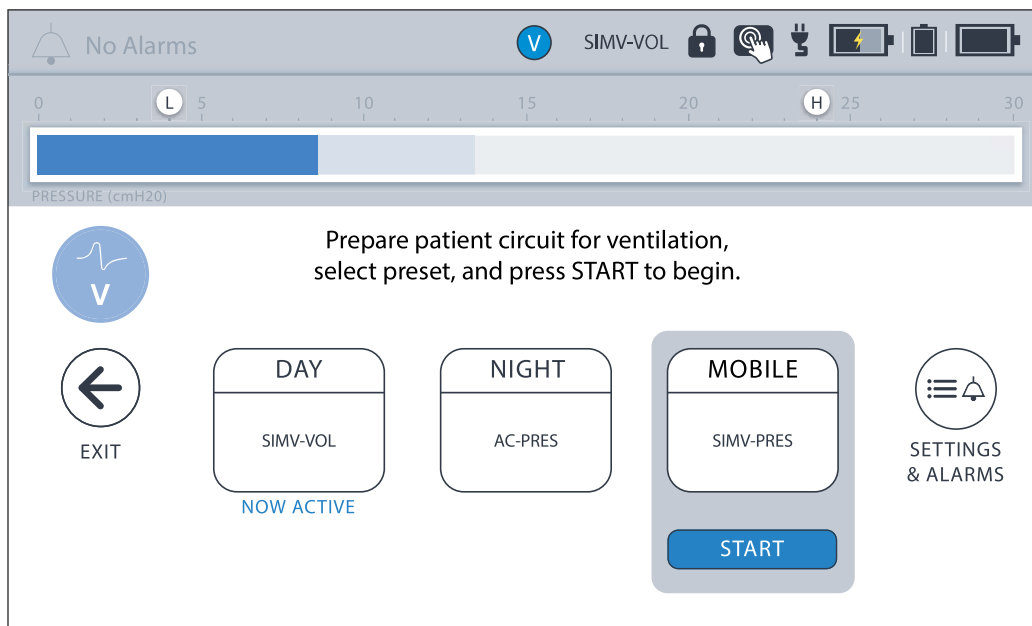 No Alarms
V SIMV-VOL
0 L 5 10 15 20 H 25 30
PRESSURE (cmH20)
Prepare patient circuit for ventilation,
select preset, and press START to begin.
V
EXIT
DAY
SIMV-VOL
NOW ACTIVE
NIGHT
AC-PRES
MOBILE
SIMV-PRES
START
SETTINGS
& ALARMS